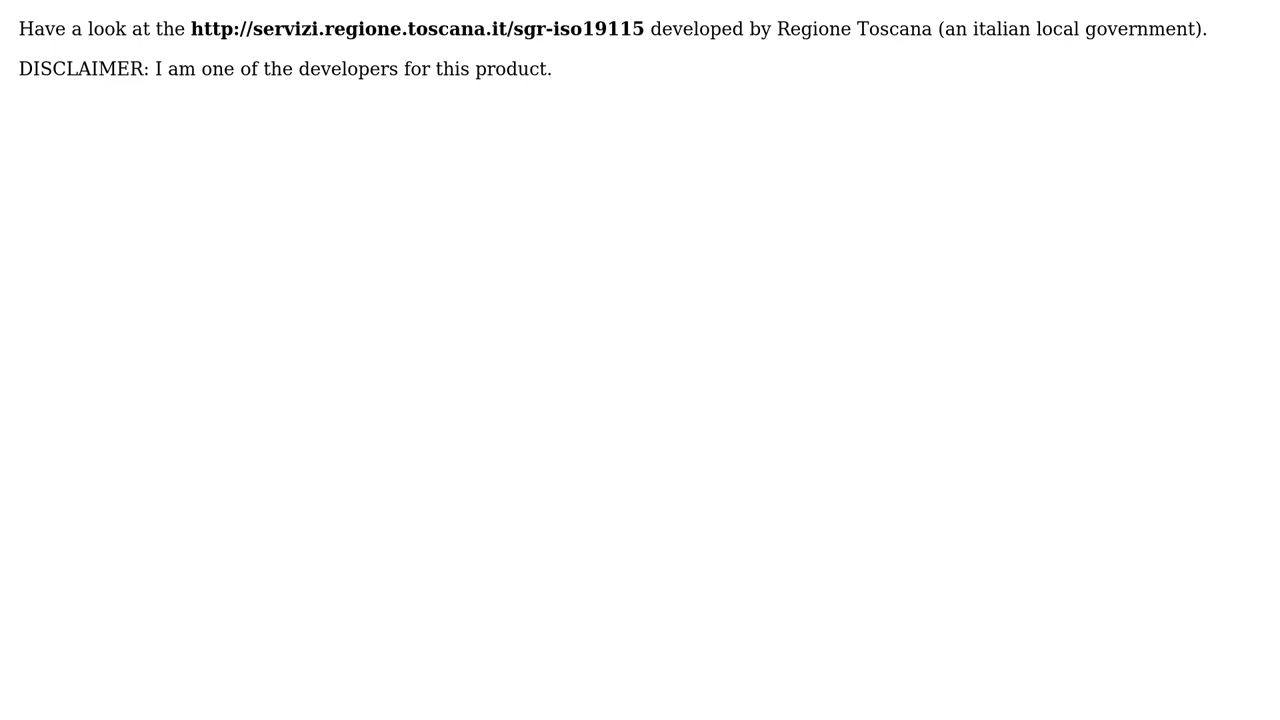 Have a look at the http://servizi.regione.toscana.it/sgr-iso19115 developed by Regione Toscana (an italian local government).
DISCLAIMER: I am one of the developers for this product.